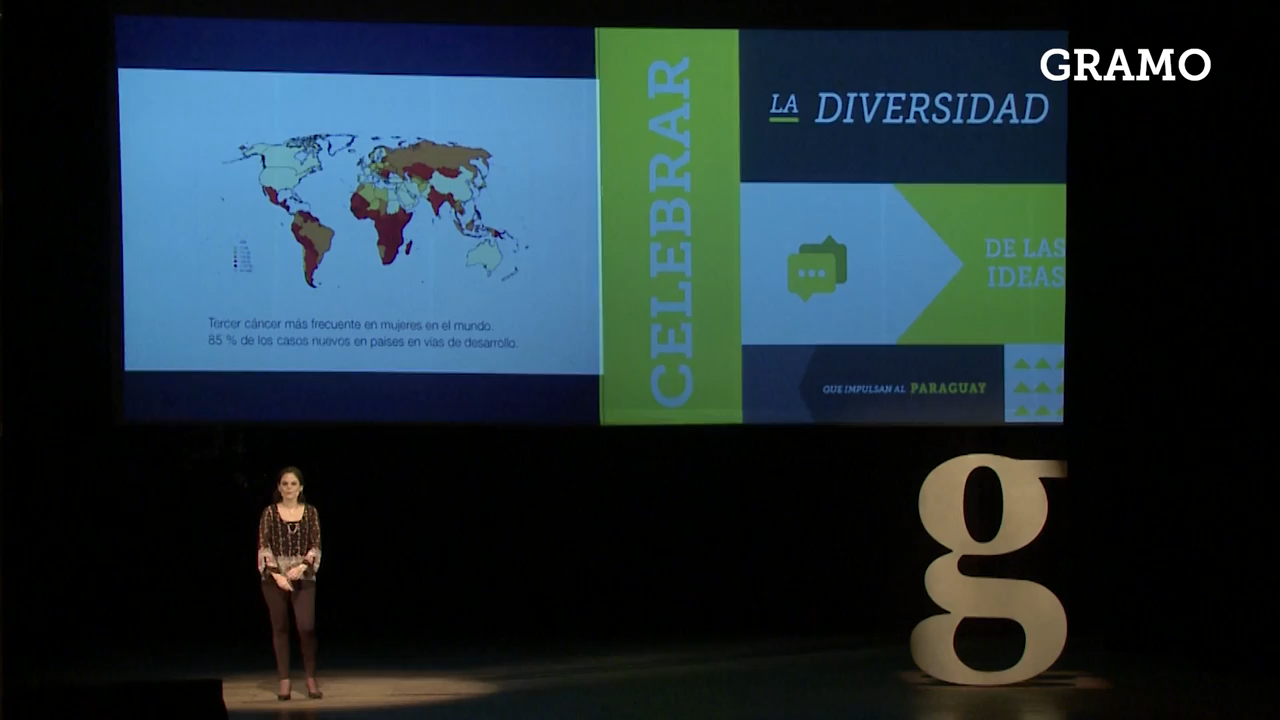 GRAMO
CELEBRAR
LA DIVERSIDAD
DE LAS
IDEAS
QUE IMPULSAN AL PARAGUAY
Tercer cáncer más frecuente en mujeres en el mundo.
85 % de los casos nuevos en países en vías de desarrollo.
g